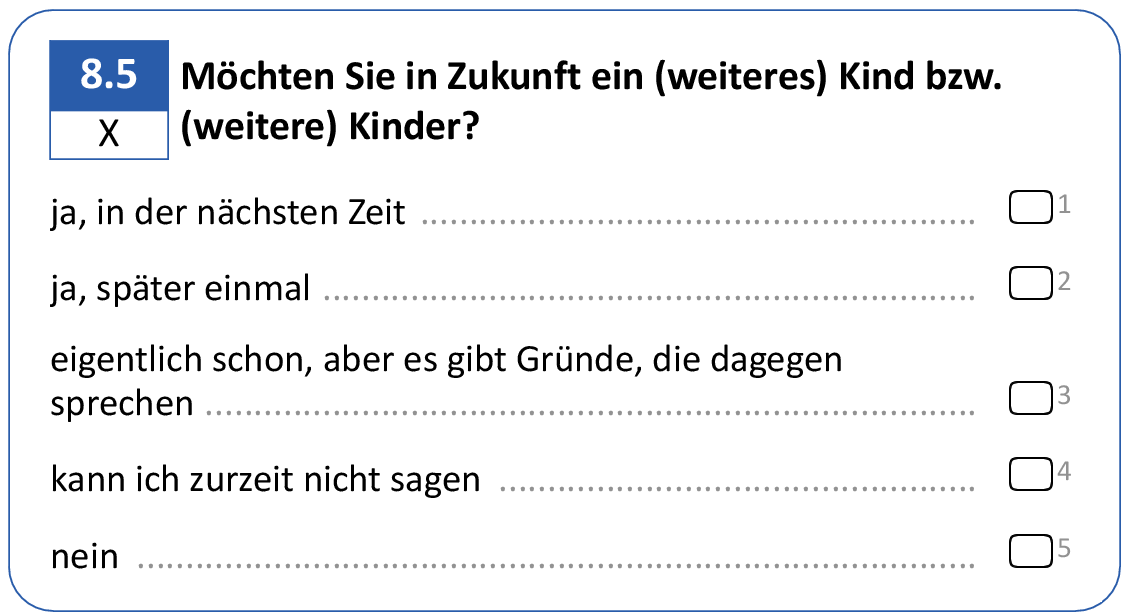 8.5
X
Möchten Sie in Zukunft ein (weiteres) Kind bzw.
(weitere) Kinder?
ja, in der nächsten Zeit ........................................................ 1
ja, später einmal .................................................................. 2
eigentlich schon, aber es gibt Gründe, die dagegen
sprechen .............................................................................. 3
kann ich zurzeit nicht sagen ................................................ 4
nein ..................................................................................... 5